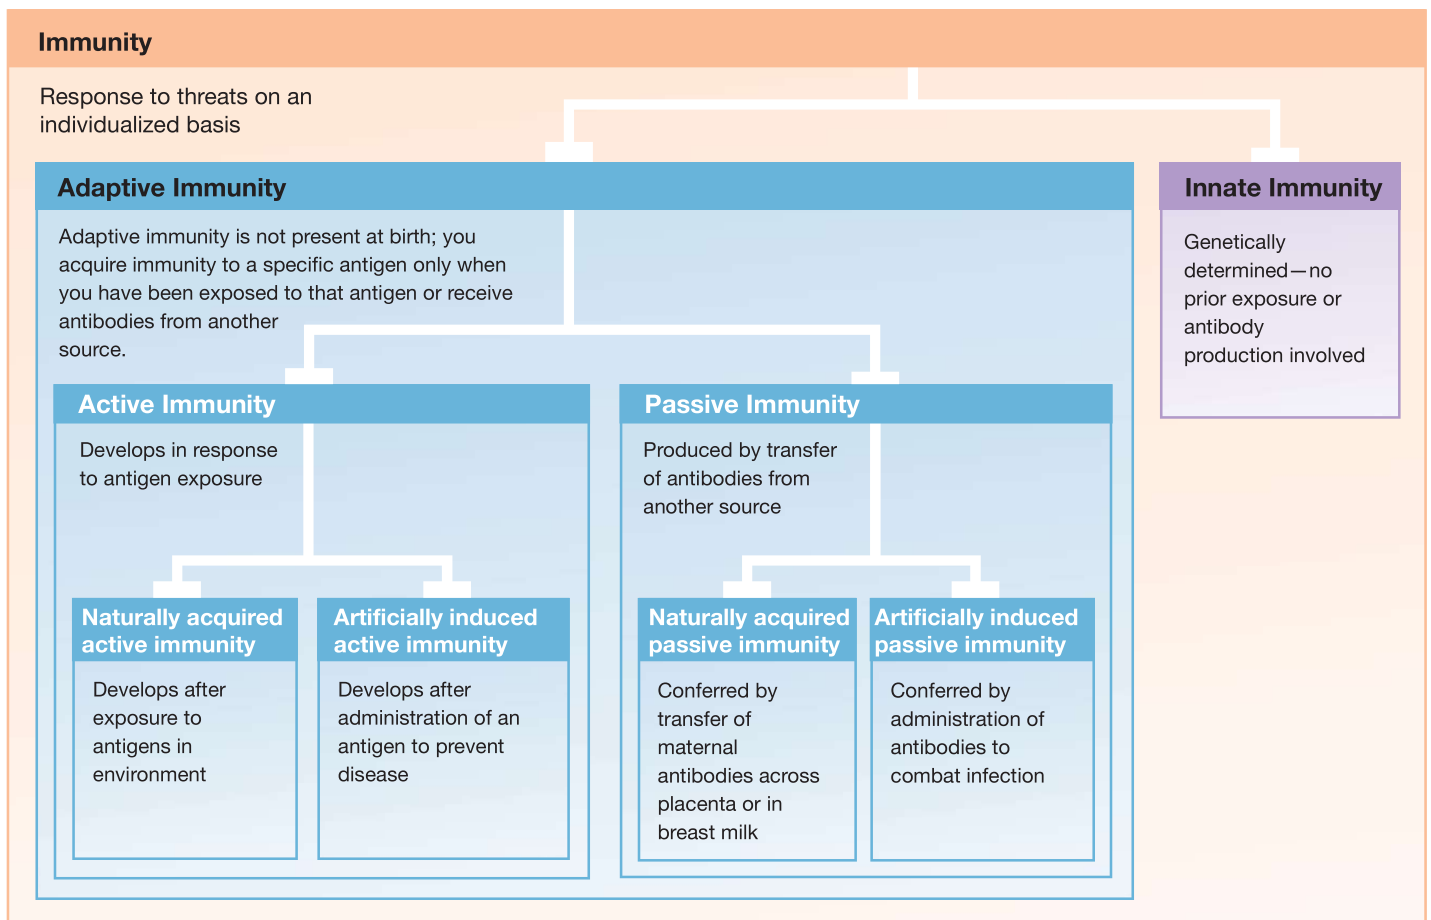 Immunity
Response to threats on an
individualized basis
Adaptive Immunity
Adaptive immunity is not present at birth; you
acquire immunity to a specific antigen only when
you have been exposed to that antigen or receive
antibodies from another
source.
Innate Immunity
Genetically
determined—no
prior exposure or
antibody
production involved
Active Immunity
Develops in response
to antigen exposure
Passive Immunity
Produced by transfer
of antibodies from
another source
Naturally acquired
active immunity
Develops after
exposure to
antigens in
environment
Artificially induced
active immunity
Develops after
administration of an
antigen to prevent
disease
Naturally acquired
passive immunity
Conferred by
transfer of
maternal
antibodies across
placenta or in
breast milk
Artificially induced
passive immunity
Conferred by
administration of
antibodies to
combat infection